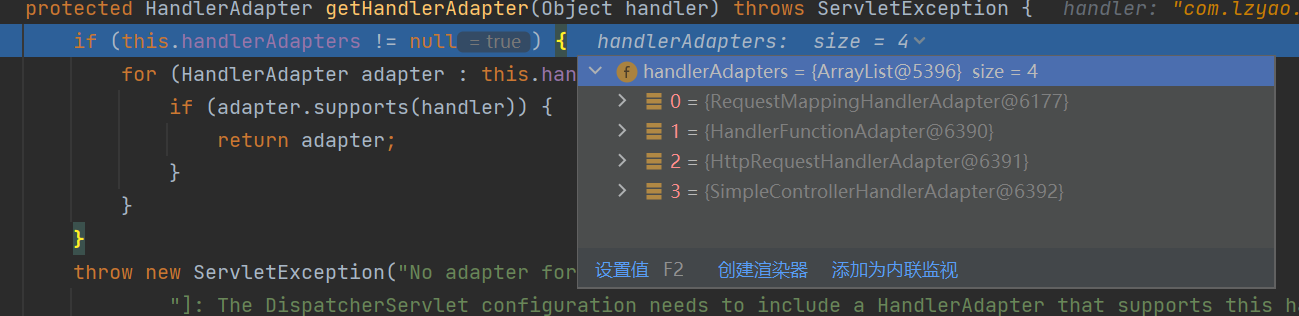 protected HandlerAdapter getHandlerAdapter(Object handler) throws ServletException {   handler: "com.lzyao.
if (this.handlerAdapters != null = true ) {   handlerAdapters:  size = 4
for (HandlerAdapter adapter : this.han
handlerAdapters = {ArrayList@5396}  size = 4
if (adapter.supports(handler)) {
0 = {RequestMappingHandlerAdapter@6177}
return adapter;
1 = {HandlerFunctionAdapter@6390}
}
2 = {HttpRequestHandlerAdapter@6391}
}
3 = {SimpleControllerHandlerAdapter@6392}
}
throw new ServletException("No adapter for
设置值  F2  创建渲染器  添加为内联监视
"]: The DispatcherServlet configuration needs to include a HandlerAdapter that supports this ha